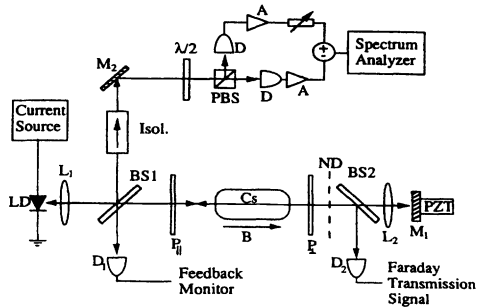 A
D
λ/2
M2
PBS
D
A
Spectrum
Analyzer
Current
Source
Isol.
L1
BS1
ND
BS2
LD
Cs
PZT
B
P||
P⊥
L2
M1
D1
D2
Feedback
Monitor
Faraday
Transmission
Signal